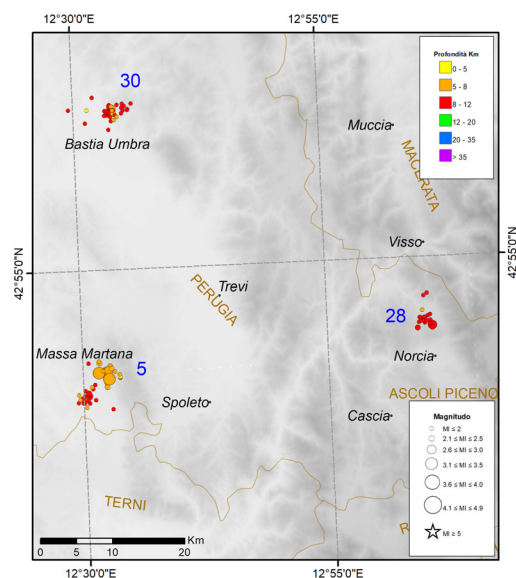 12°30'0"E
12°55'0"E
30
Bastia Umbra
Profondità Km
0 - 5
5 - 8
8 - 12
12 - 20
20 - 35
> 35
Muccia
MACERATA
Visso
42°55'0"N
42°55'0"N
Trevi
PERUGIA
28
Massa Martana
5
Norcia
Spoleto
ASCOLI PICENO
Cascia
Magnitudo
Ml ≤ 2
2.1 ≤ Ml ≤ 2.5
2.6 ≤ Ml ≤ 3.0
3.1 ≤ Ml ≤ 3.5
3.6 ≤ Ml ≤ 4.0
4.1 ≤ Ml ≤ 4.9
Ml ≥ 5
TERNI
R
Km
0 5 10 20
12°30'0"E
12°55'0"E